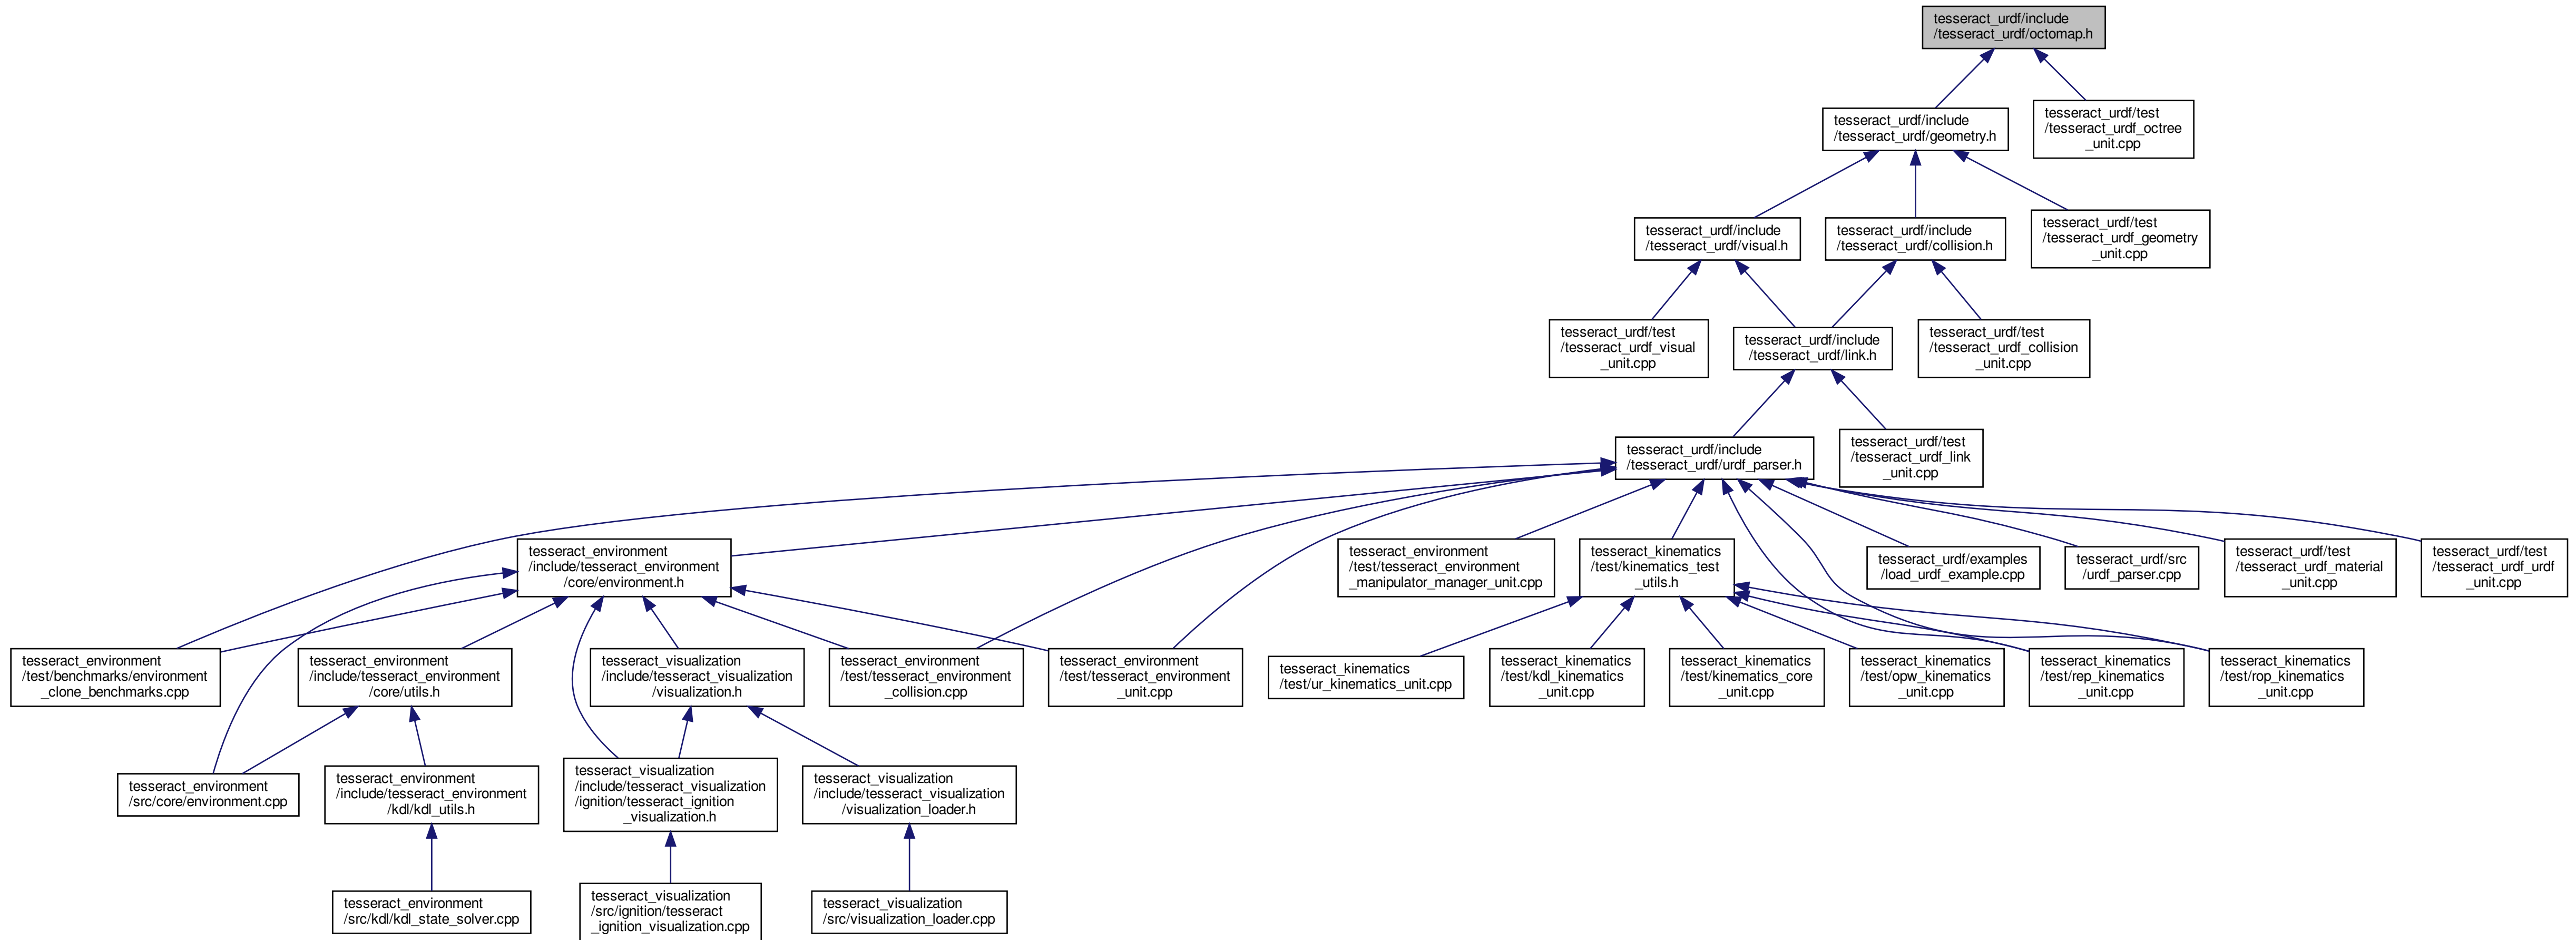 tesseract_urdf/include
/tesseract_urdf/octomap.h
tesseract_urdf/include
/tesseract_urdf/geometry.h
tesseract_urdf/test
/tesseract_urdf_octree
_unit.cpp
tesseract_urdf/include
/tesseract_urdf/visual.h
tesseract_urdf/include
/tesseract_urdf/collision.h
tesseract_urdf/test
/tesseract_urdf_geometry
_unit.cpp
tesseract_urdf/test
/tesseract_urdf_visual
_unit.cpp
tesseract_urdf/include
/tesseract_urdf/link.h
tesseract_urdf/test
/tesseract_urdf_collision
_unit.cpp
tesseract_urdf/include
/tesseract_urdf/urdf_parser.h
tesseract_urdf/test
/tesseract_urdf_link
_unit.cpp
tesseract_environment
/include/tesseract_environment
/core/environment.h
tesseract_environment
/test/tesseract_environment
_manipulator_manager_unit.cpp
tesseract_kinematics
/test/kinematics_test
_utils.h
tesseract_urdf/examples
/load_urdf_example.cpp
tesseract_urdf/src
/urdf_parser.cpp
tesseract_urdf/test
/tesseract_urdf_material
_unit.cpp
tesseract_urdf/test
/tesseract_urdf_urdf
_unit.cpp
tesseract_environment
/test/benchmarks/environment
_clone_benchmarks.cpp
tesseract_environment
/include/tesseract_environment
/core/utils.h
tesseract_visualization
/include/tesseract_visualization
/visualization.h
tesseract_environment
/test/tesseract_environment
_collision.cpp
tesseract_environment
/test/tesseract_environment
_unit.cpp
tesseract_kinematics
/test/ur_kinematics_unit.cpp
tesseract_kinematics
/test/kdl_kinematics
_unit.cpp
tesseract_kinematics
/test/kinematics_core
_unit.cpp
tesseract_kinematics
/test/opw_kinematics
_unit.cpp
tesseract_kinematics
/test/rep_kinematics
_unit.cpp
tesseract_kinematics
/test/rop_kinematics
_unit.cpp
tesseract_environment
/src/core/environment.cpp
tesseract_environment
/include/tesseract_environment
/kdl/kdl_utils.h
tesseract_visualization
/include/tesseract_visualization
/ignition/tesseract_ignition
_visualization.h
tesseract_visualization
/include/tesseract_visualization
/visualization_loader.h
tesseract_environment
/src/kdl/kdl_state_solver.cpp
tesseract_visualization
/src/ignition/tesseract
_ignition_visualization.cpp
tesseract_visualization
/src/visualization_loader.cpp